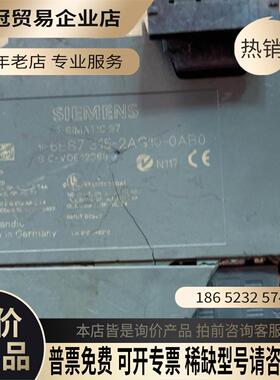 冠贸易企业店
年老店 专业服务
热销
SIEMENS
SIMATIC S7
6ES7 315-2AG10-0AB0
N117
in Germany
186 5232 574
价
品
本店皆是询价产品 拍前咨询客服
发票免费 可开专票 稀缺型号请咨